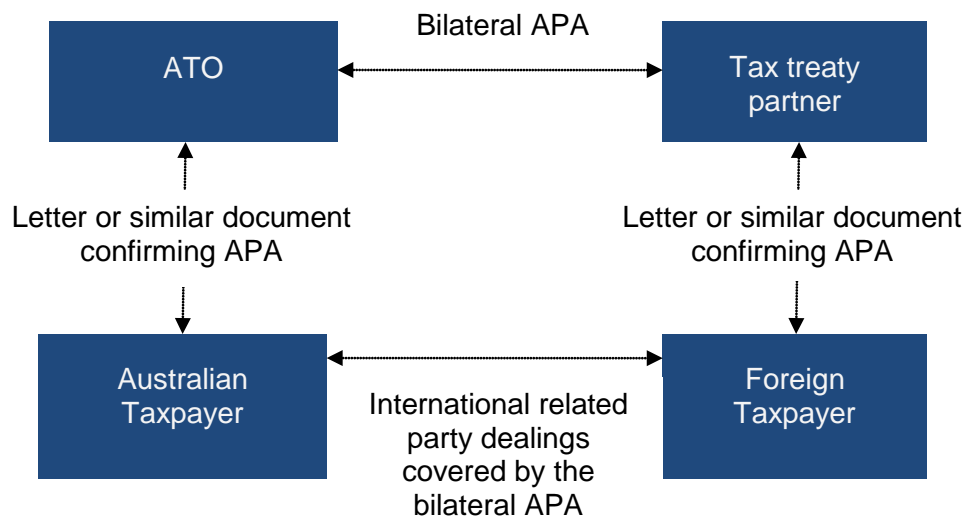 Bilateral APA
ATO
Tax treaty
partner
Letter or similar document
confirming APA
Letter or similar document
confirming APA
Australian
Taxpayer
Foreign
Taxpayer
International related
party dealings
covered by the
bilateral APA